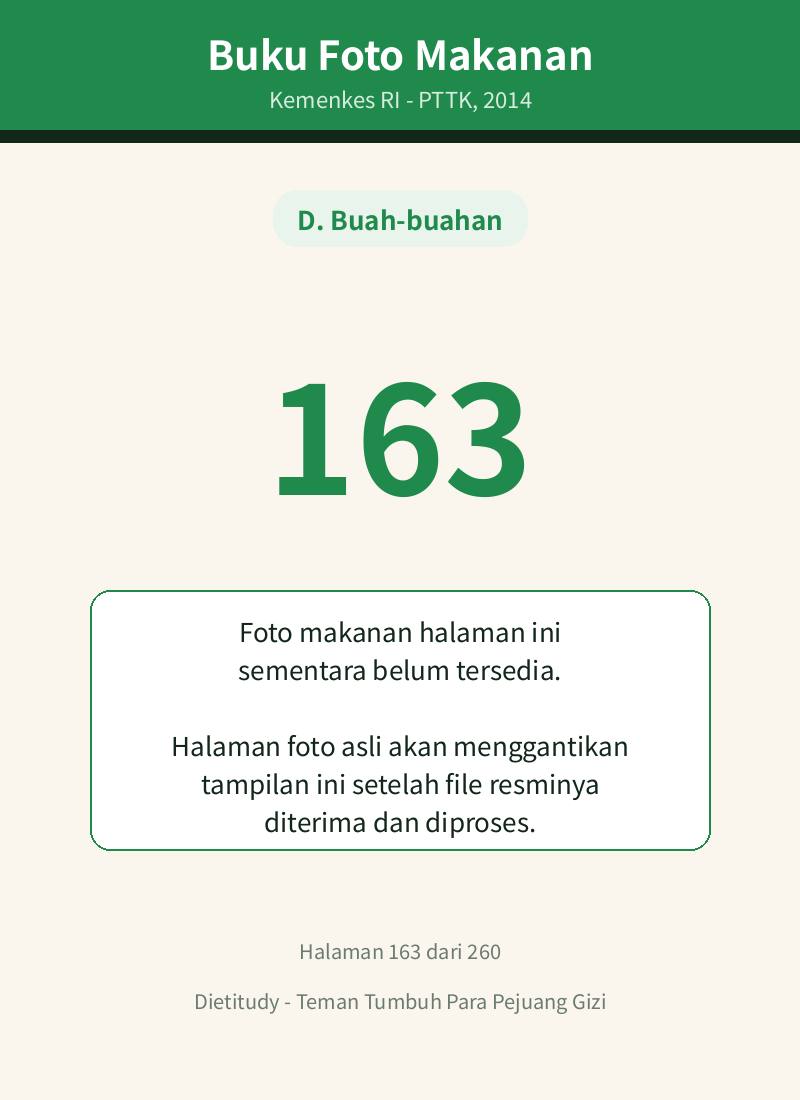 Buku Foto Makanan
Kemenkes RI - PTTK, 2014
D. Buah-buahan
163
Foto makanan halaman ini
sementara belum tersedia.
Halaman foto asli akan menggantikan
tampilan ini setelah file resminya
diterima dan diproses.
Halaman 163 dari 260
Dietitudy - Teman Tumbuh Para Pejuang Gizi